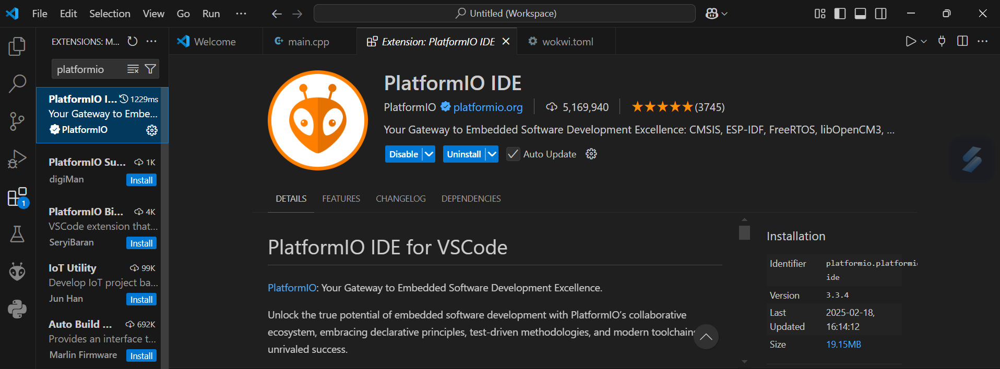 File Edit Selection View Go Run ··· Untitled (Workspace)
EXTENSIONS: M... ···
Welcome main.cpp Extension: PlatformIO IDE wokwi.toml ···
platformio
PlatformIO I... 1229ms
Your Gateway to Embe...
PlatformIO
PlatformIO Su... 1K
digiMan Install
PlatformIO Bi... 4K
VSCode extension that...
SeryiBaran Install
IoT Utility 99K
Develop IoT project ba...
Jun Han Install
Auto Build ... 692K
Provides an interface t...
Marlin Firmware Install
1
PlatformIO IDE
PlatformIO platformio.org 5,169,940 ★★★★★(3745)
Your Gateway to Embedded Software Development Excellence: CMSIS, ESP-IDF, FreeRTOS, libOpenCM3, ...
Disable Uninstall Auto Update
DETAILS FEATURES CHANGELOG DEPENDENCIES
PlatformIO IDE for VSCode
PlatformIO: Your Gateway to Embedded Software Development Excellence.
Unlock the true potential of embedded software development with PlatformIO's collaborative
ecosystem, embracing declarative principles, test-driven methodologies, and modern toolchains
unrivaled success.
Installation
Identifier platformio.platformio
ide
Version 3.3.4
Last 2025-02-18,
Updated 16:14:12
Size 19.15MB